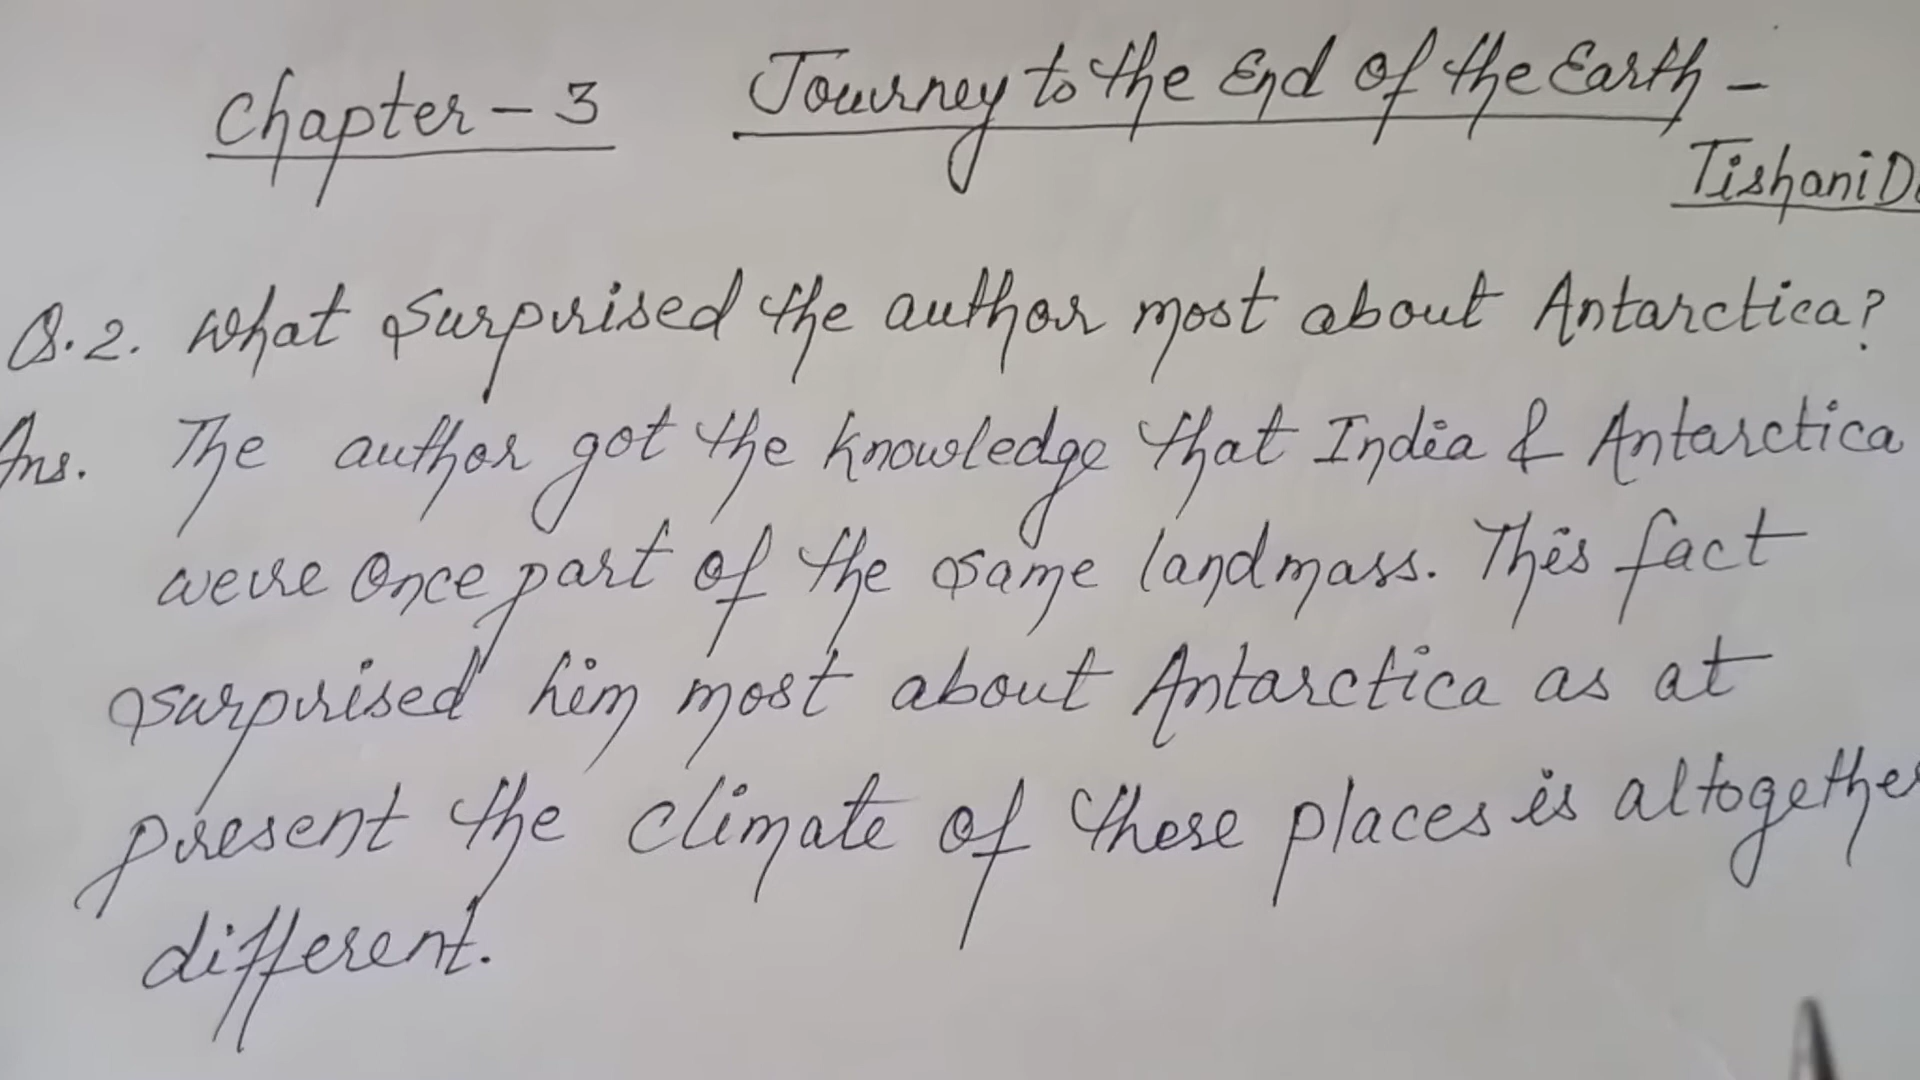 Chapter - 3 Journey to the End of the Earth -
Tishani D
Q.2. What surprised the author most about Antarctica?
Ans. The author got the knowledge that India & Antarctica
were once part of the same landmass. This fact
surprised him most about Antarctica as at
present the climate of these places is altogether
different.